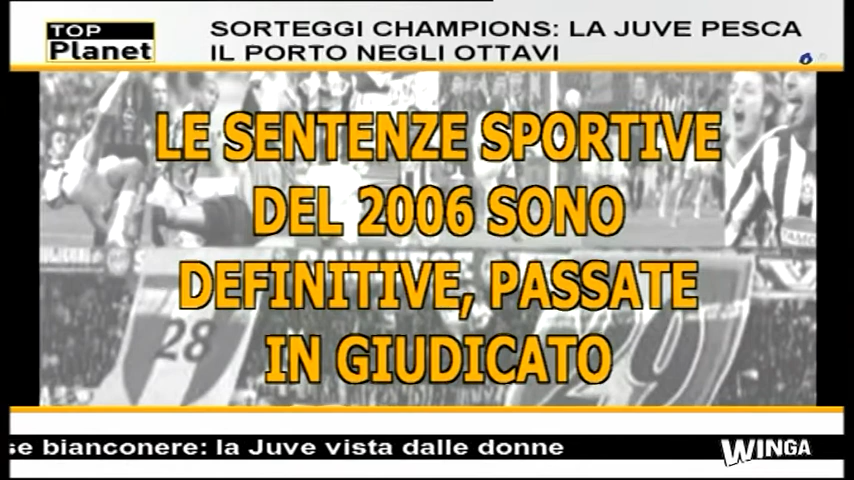 TOP
Planet
SORTEGGI CHAMPIONS: LA JUVE PESCA
IL PORTO NEGLI OTTAVI
LE SENTENZE SPORTIVE
DEL 2006 SONO
DEFINITIVE, PASSATE
IN GIUDICATO
28
29
se bianconere: la Juve vista dalle donne
WINGA